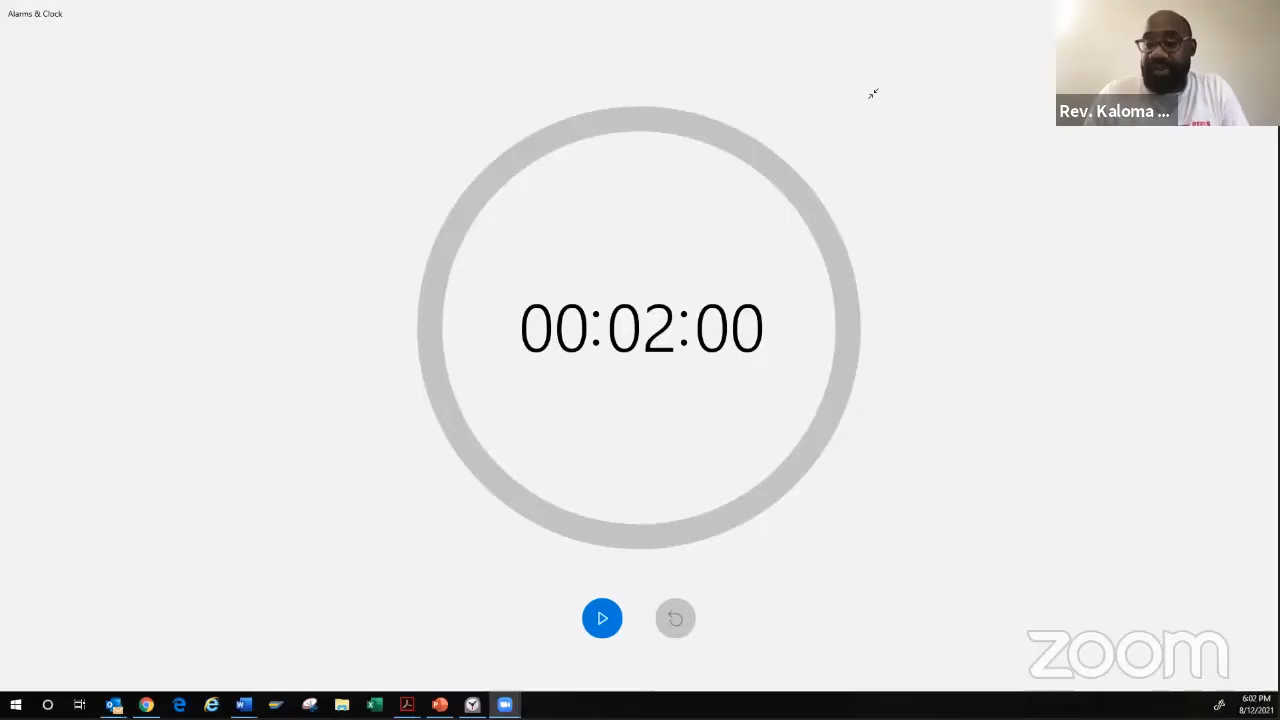 Alarms & Clock
Rev. Kaloma ...
00:02:00
zoom
6:02 PM
8/12/2021